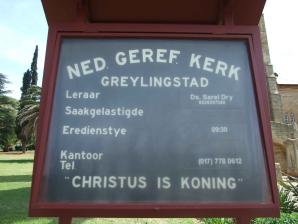 NED. GEREF. KERK
GREYLINGSTAD
Leraar Ds. Sarel Dry
Saakgelastigde
Eredienstye 09:30
Kantoor
Tel (017) 778 0612
"CHRISTUS IS KONING"